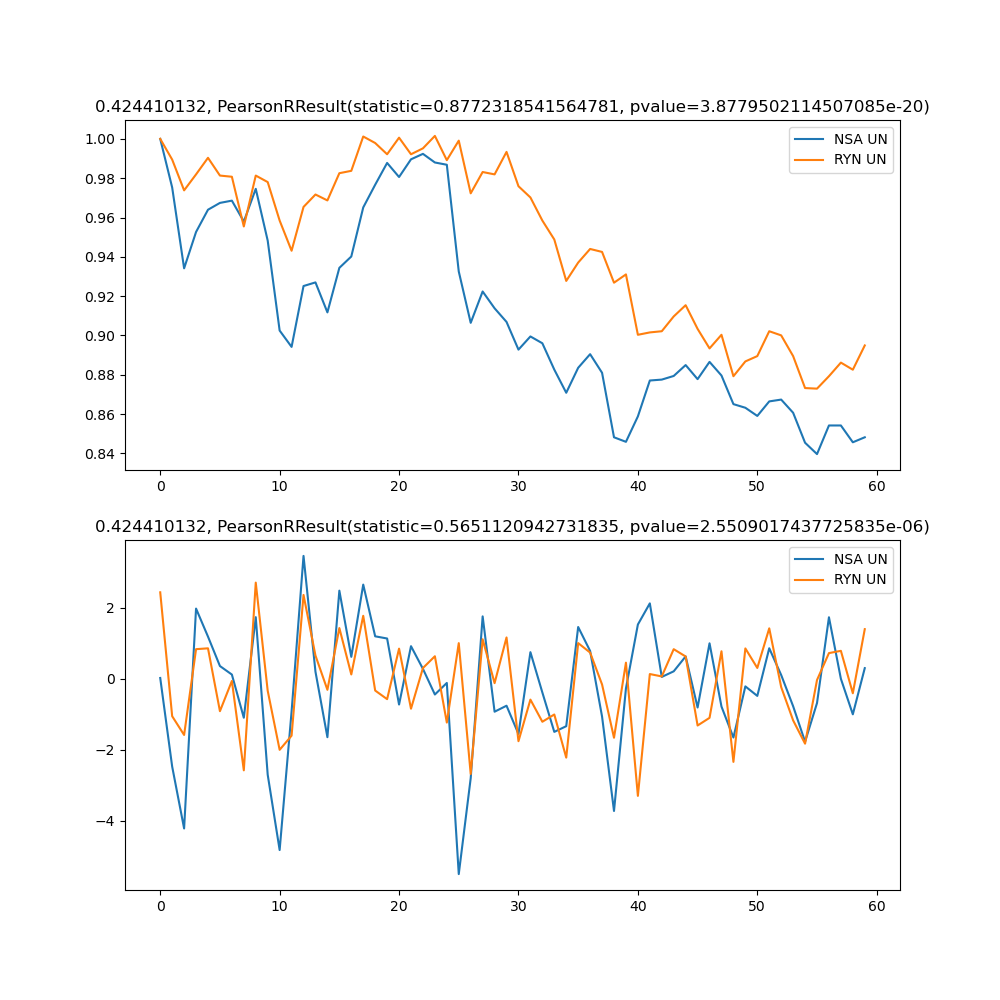 0.424410132, PearsonRResult(statistic=0.8772318541564781, pvalue=3.8779502114507085e-20)
NSA UN
RYN UN
1.00
0.98
0.96
0.94
0.92
0.90
0.88
0.86
0.84
0 10 20 30 40 50 60
0.424410132, PearsonRResult(statistic=0.5651120942731835, pvalue=2.5509017437725835e-06)
NSA UN
RYN UN
2
0
−2
−4
0 10 20 30 40 50 60